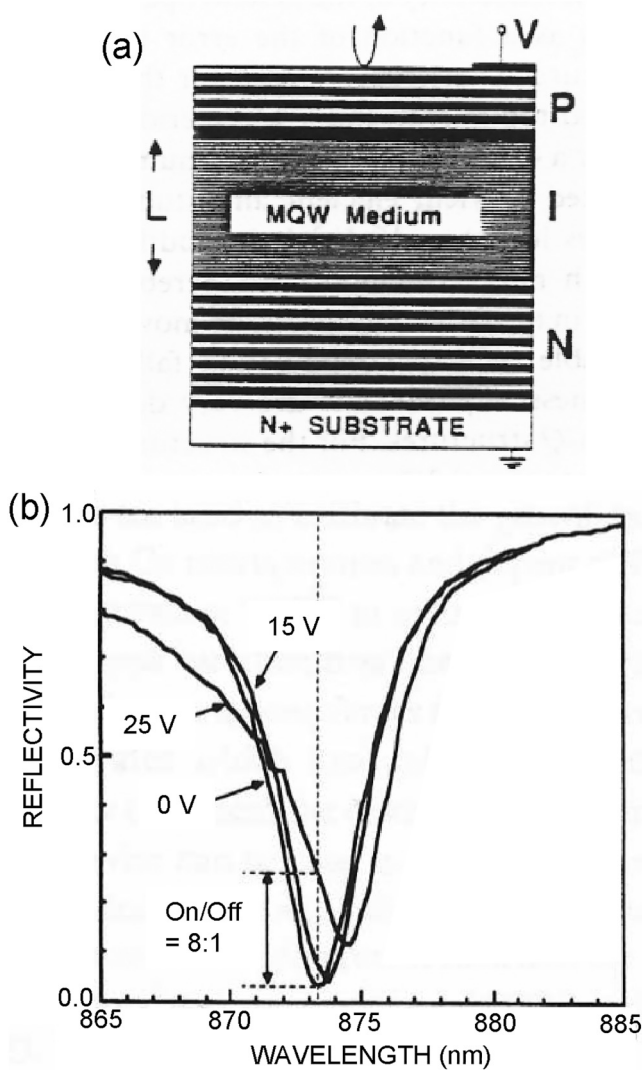 (a)
V
P
L
I
MQW Medium
N
N+ SUBSTRATE
(b)
1.0
15 V
25 V
0.5
0 V
On/Off
= 8:1
0.0
865 870 875 880 885
REFLECTIVITY
WAVELENGTH (nm)